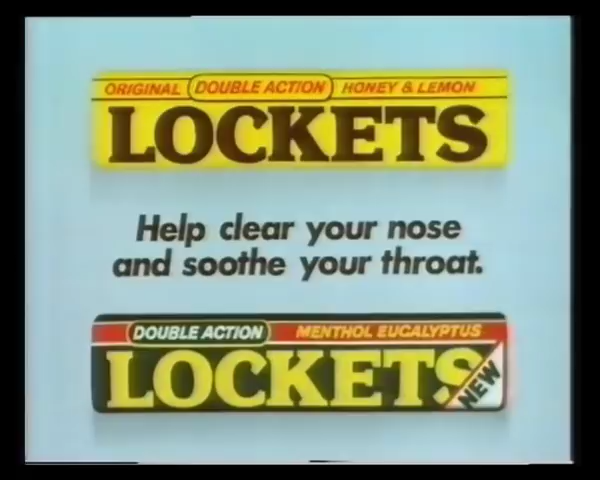 ORIGINAL DOUBLE ACTION HONEY & LEMON
LOCKETS
Help clear your nose
and soothe your throat.
DOUBLE ACTION MENTHOL EUCALYPTUS
LOCKETS
NEW